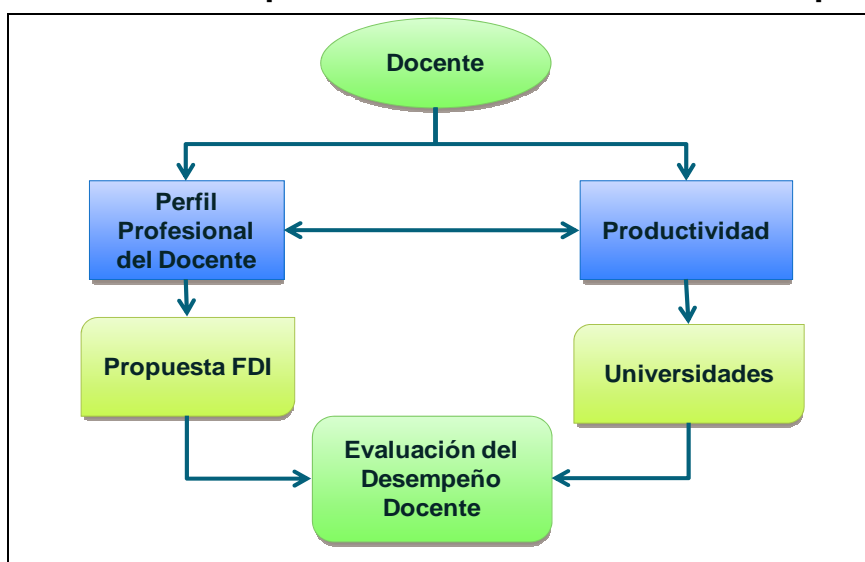 Docente
Perfil
Profesional
del Docente
Productividad
Propuesta FDI
Universidades
Evaluación del
Desempeño
Docente